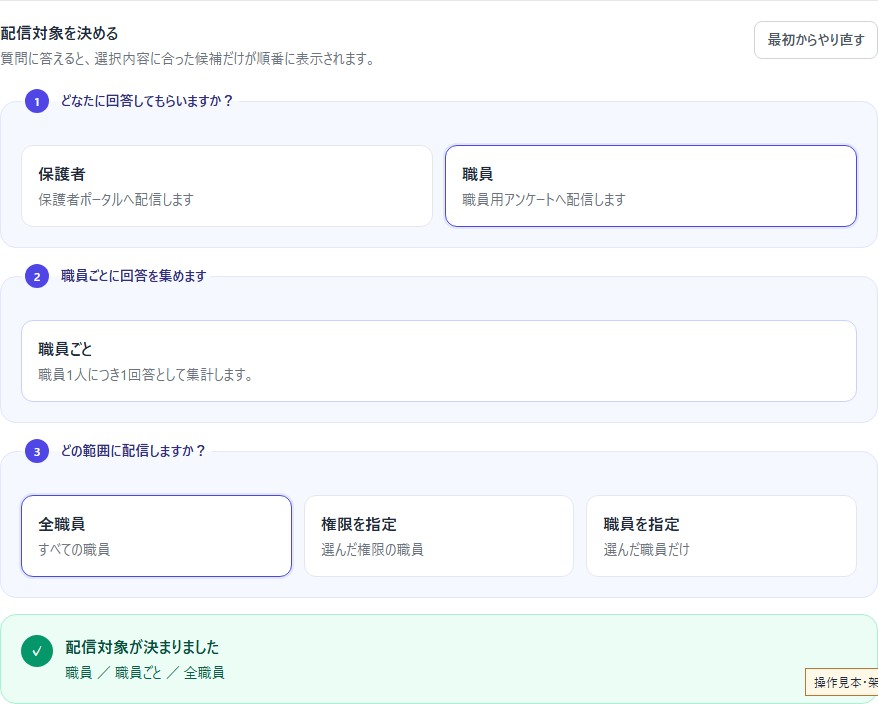 配信対象を決める
最初からやり直す
質問に答えると、選択内容に合った候補だけが順番に表示されます。
1 どなたに回答してもらいますか？
保護者
保護者ポータルへ配信します
職員
職員用アンケートへ配信します
2 職員ごとに回答を集めます
職員ごと
職員1人につき1回答として集計します。
3 どの範囲に配信しますか？
全職員
すべての職員
権限を指定
選んだ権限の職員
職員を指定
選んだ職員だけ
✓ 配信対象が決まりました
職員 ／ 職員ごと ／ 全職員
操作見本・架